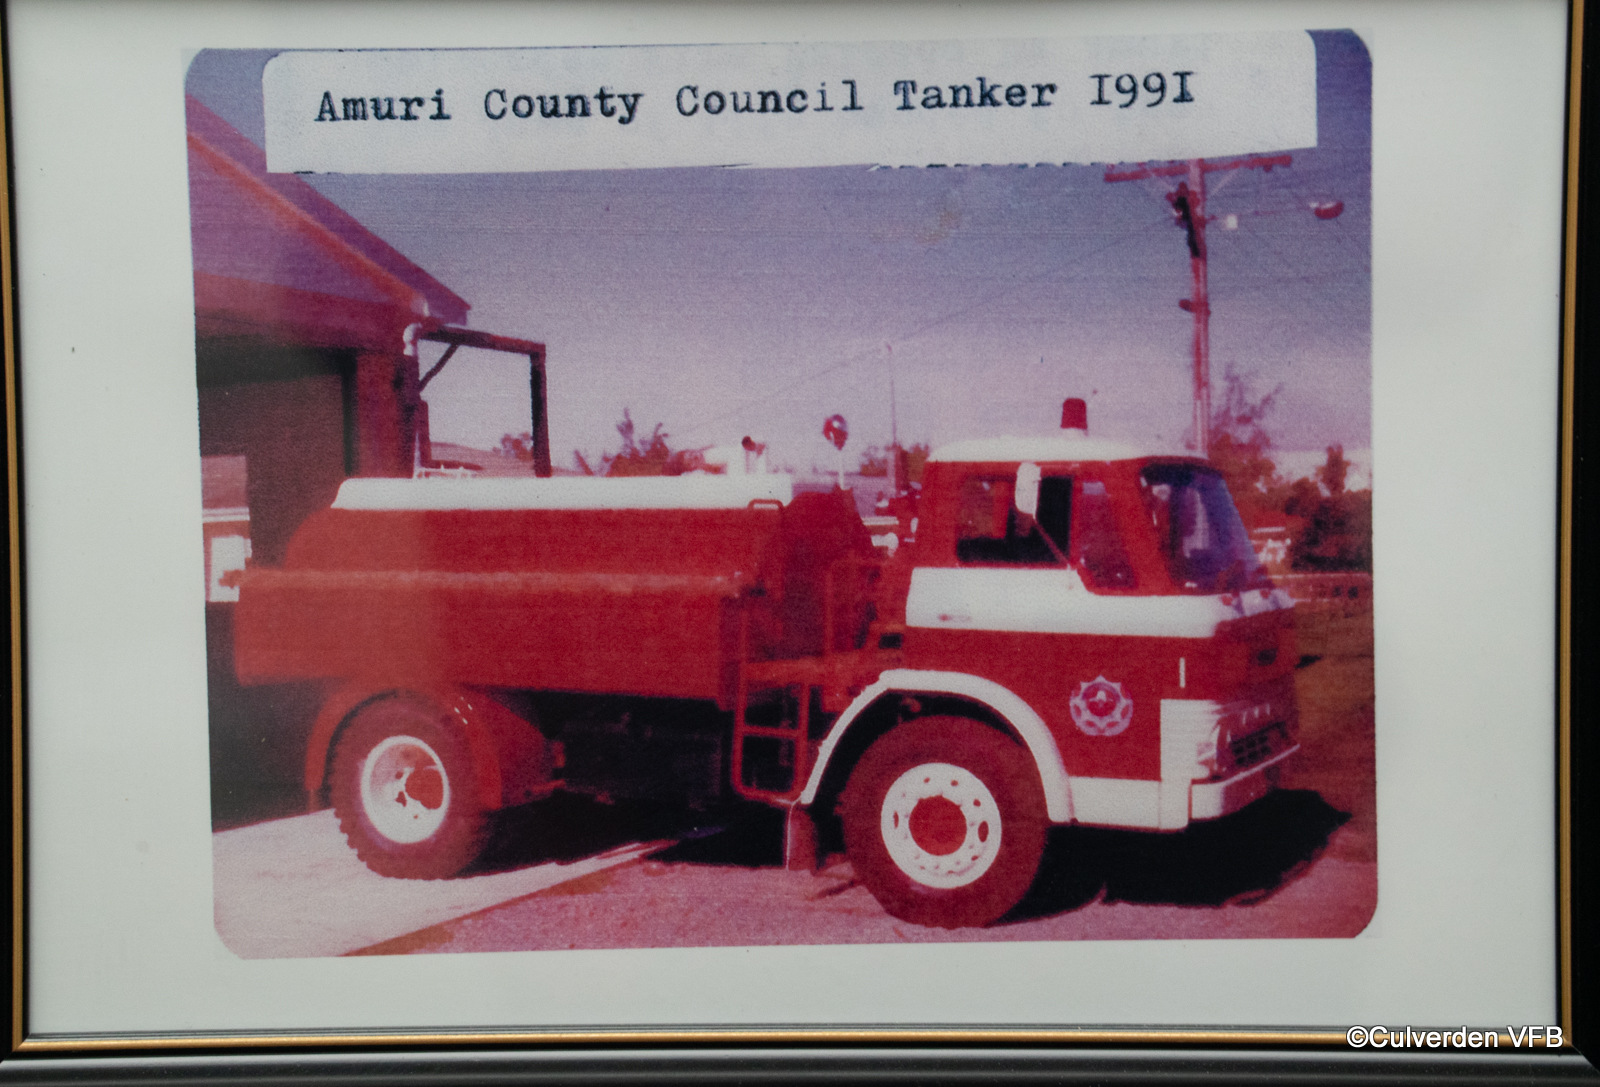 Amuri County Council Tanker I99I
©Culverden VFB